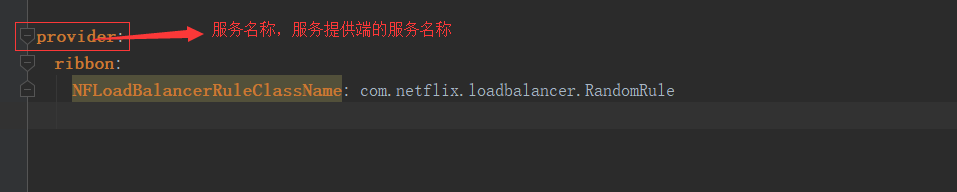 provider: 服务名称，服务提供端的服务名称
ribbon:
NFLoadBalancerRuleClassName: com.netflix.loadbalancer.RandomRule